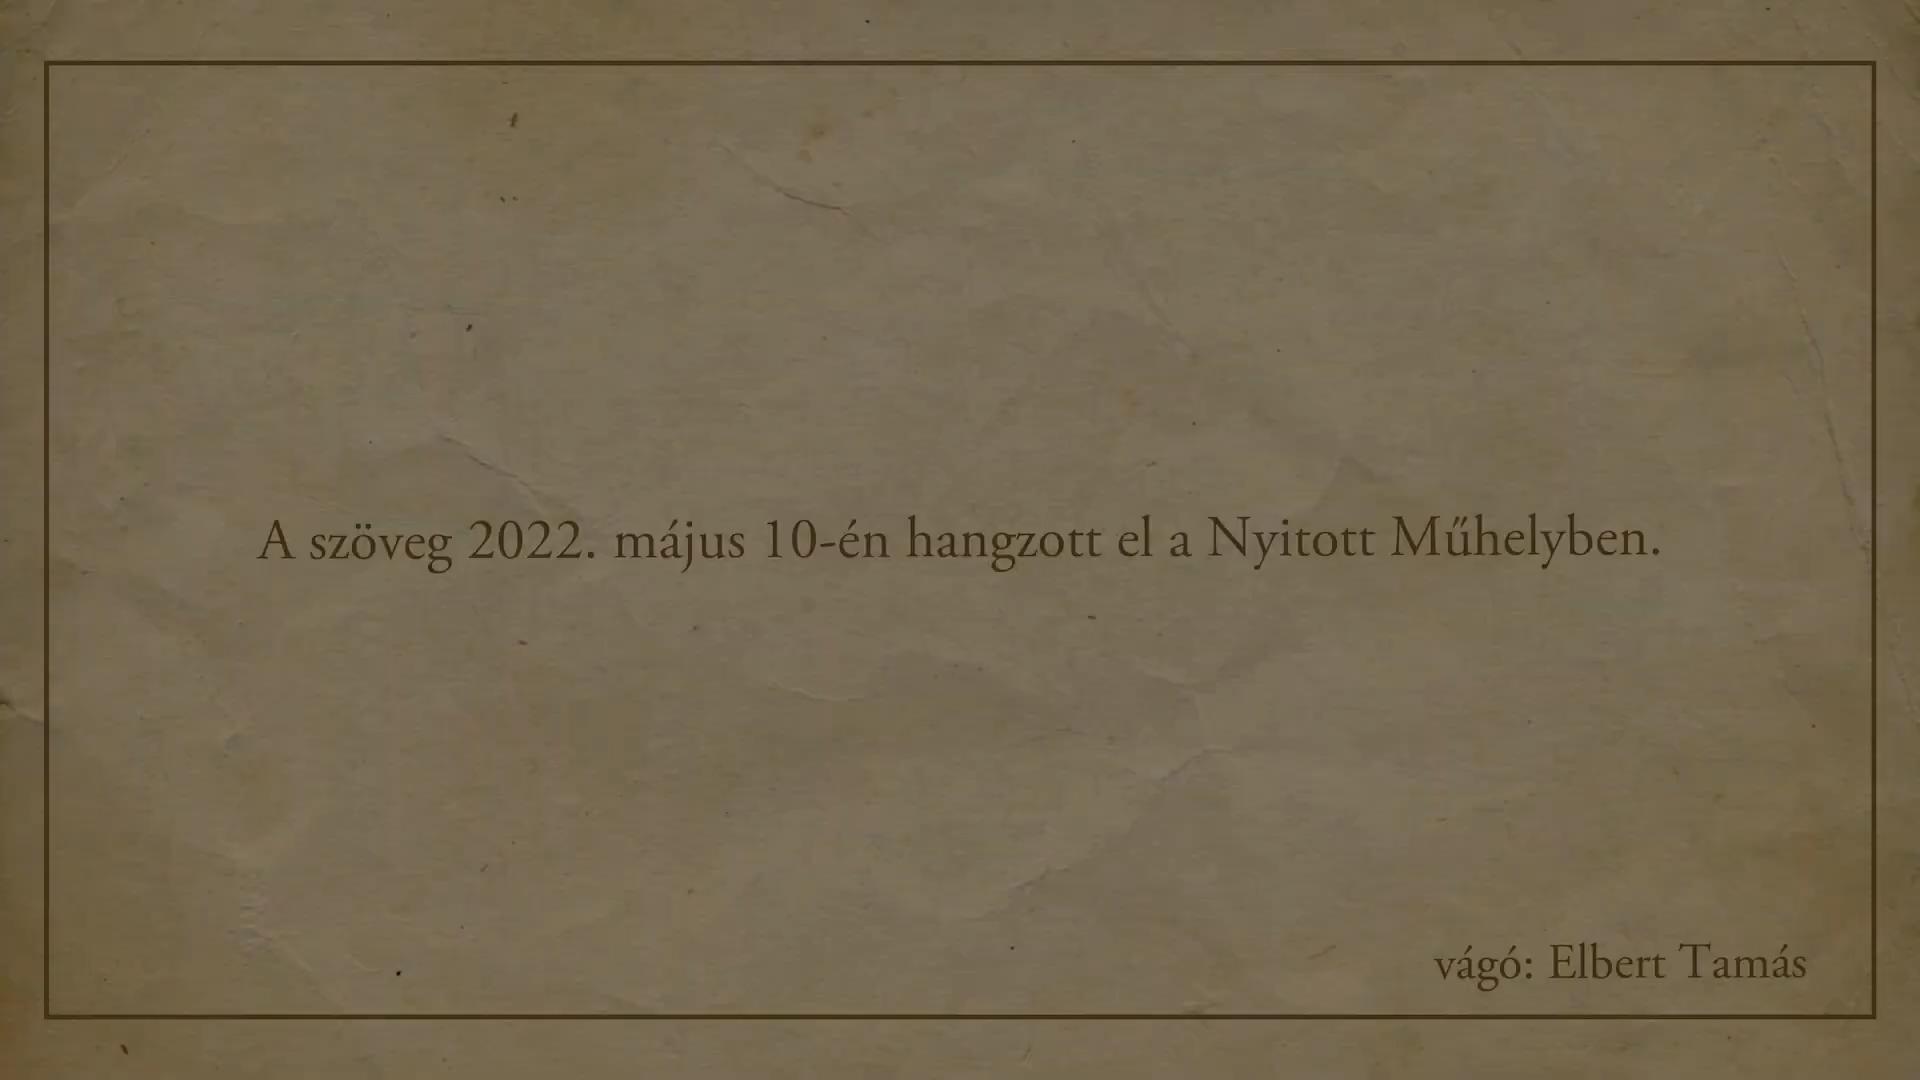 A szöveg 2022. május 10-én hangzott el a Nyitott Műhelyben.
vágó: Elbert Tamás